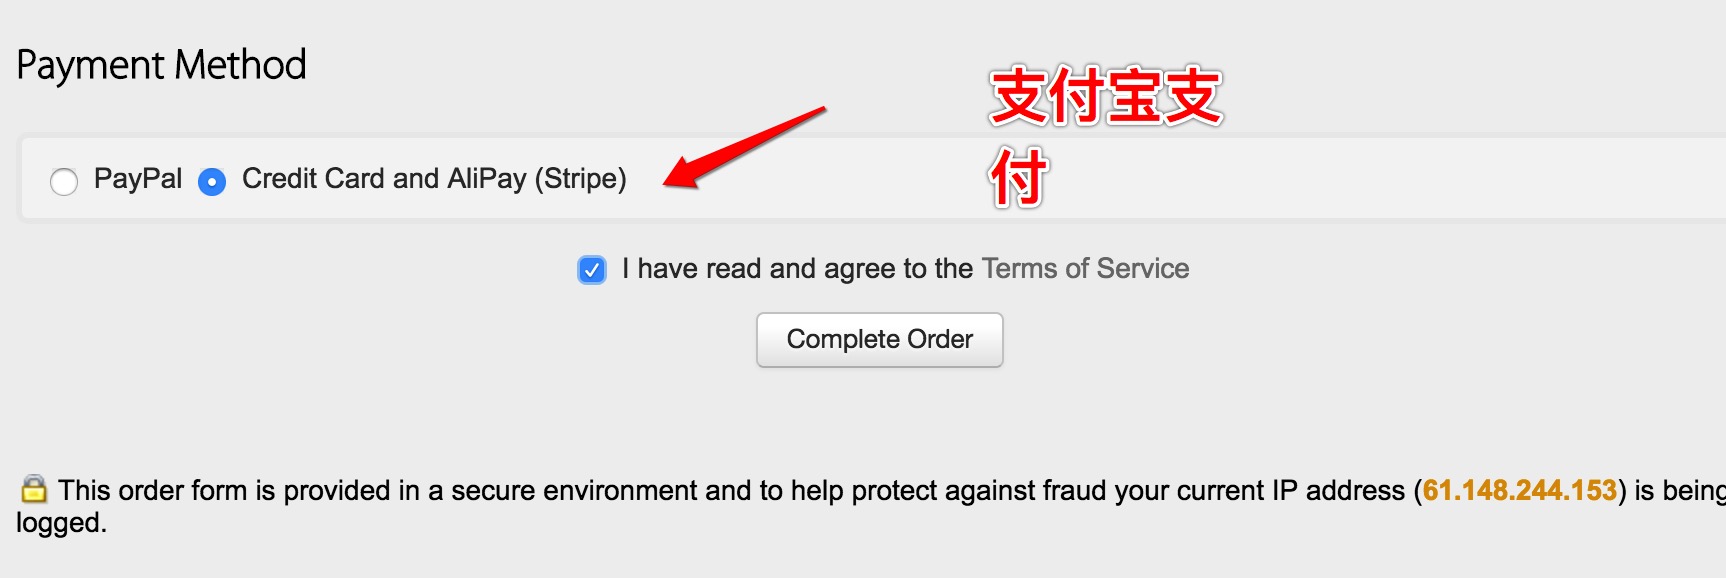 Payment Method
支付宝支
付
PayPal Credit Card and AliPay (Stripe)
I have read and agree to the Terms of Service
Complete Order
This order form is provided in a secure environment and to help protect against fraud your current IP address (61.148.244.153) is being
logged.